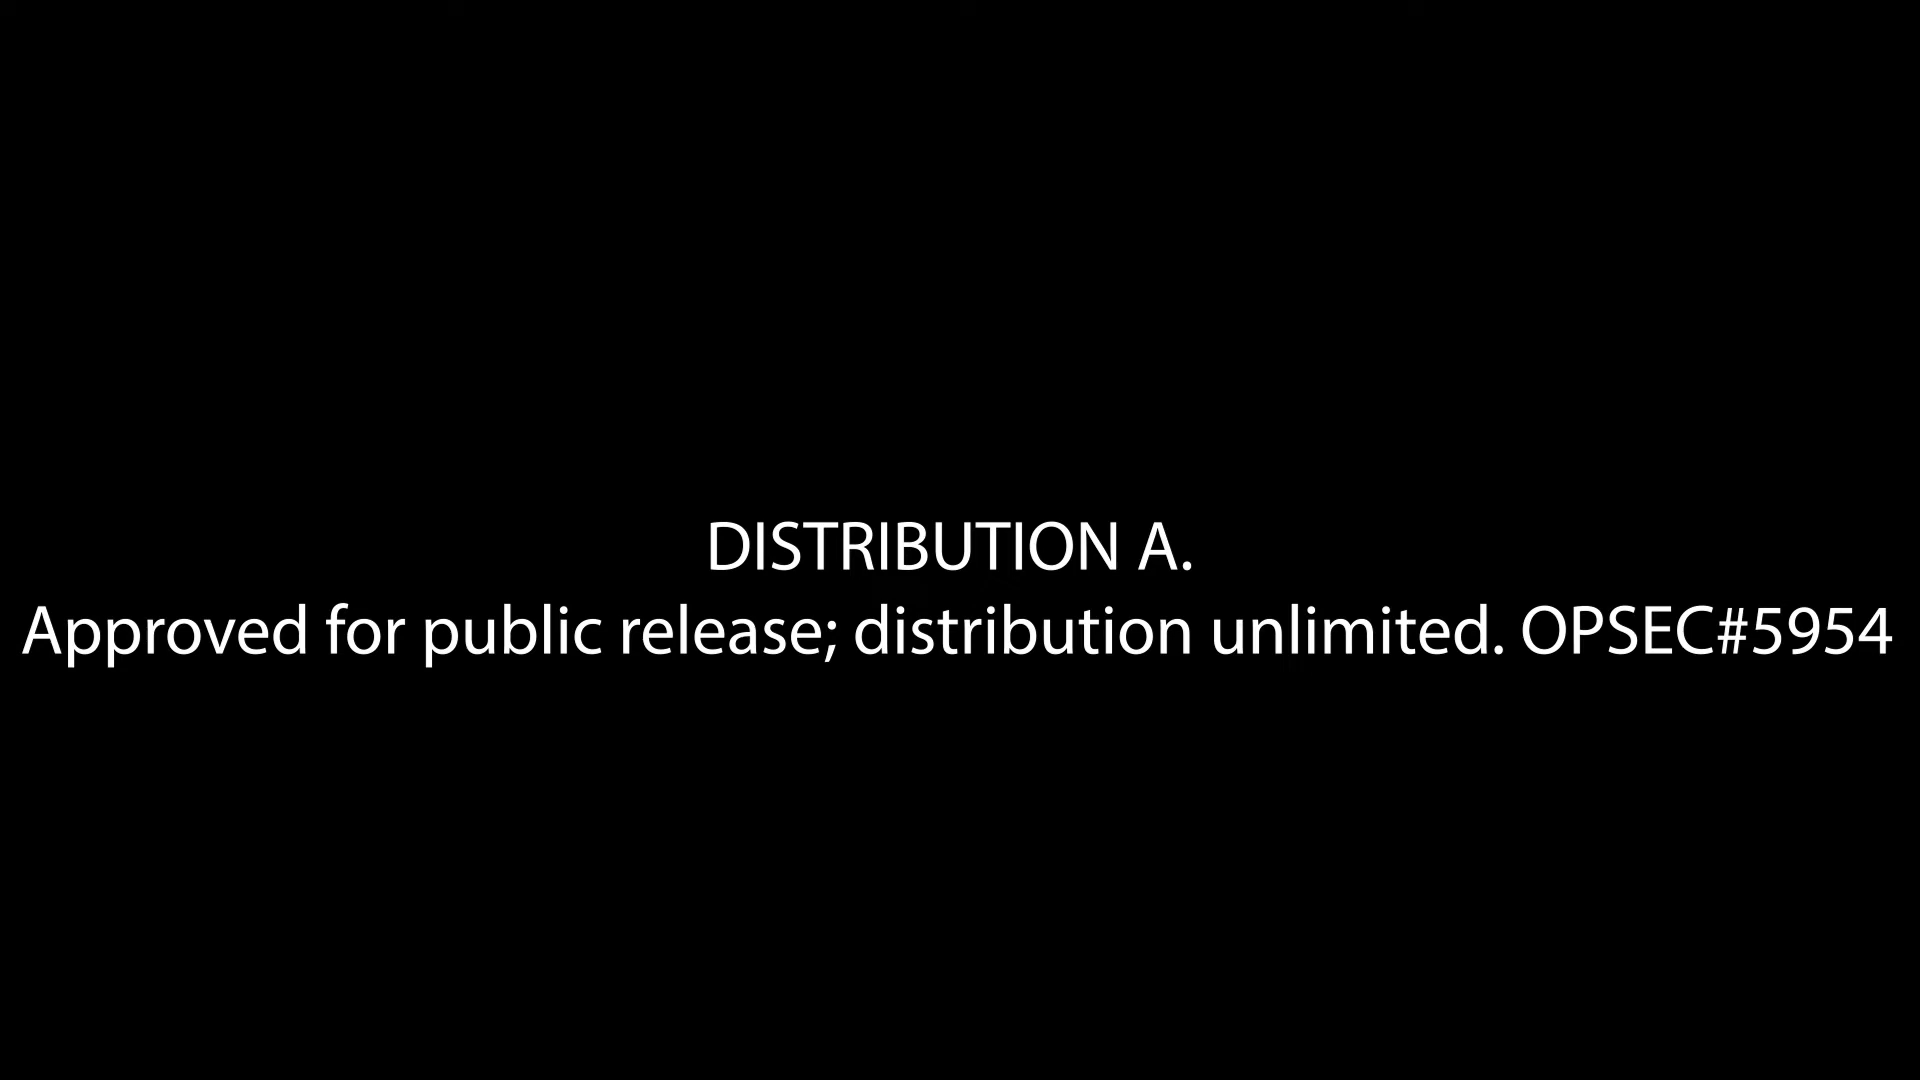 DISTRIBUTION A.
Approved for public release; distribution unlimited. OPSEC#5954